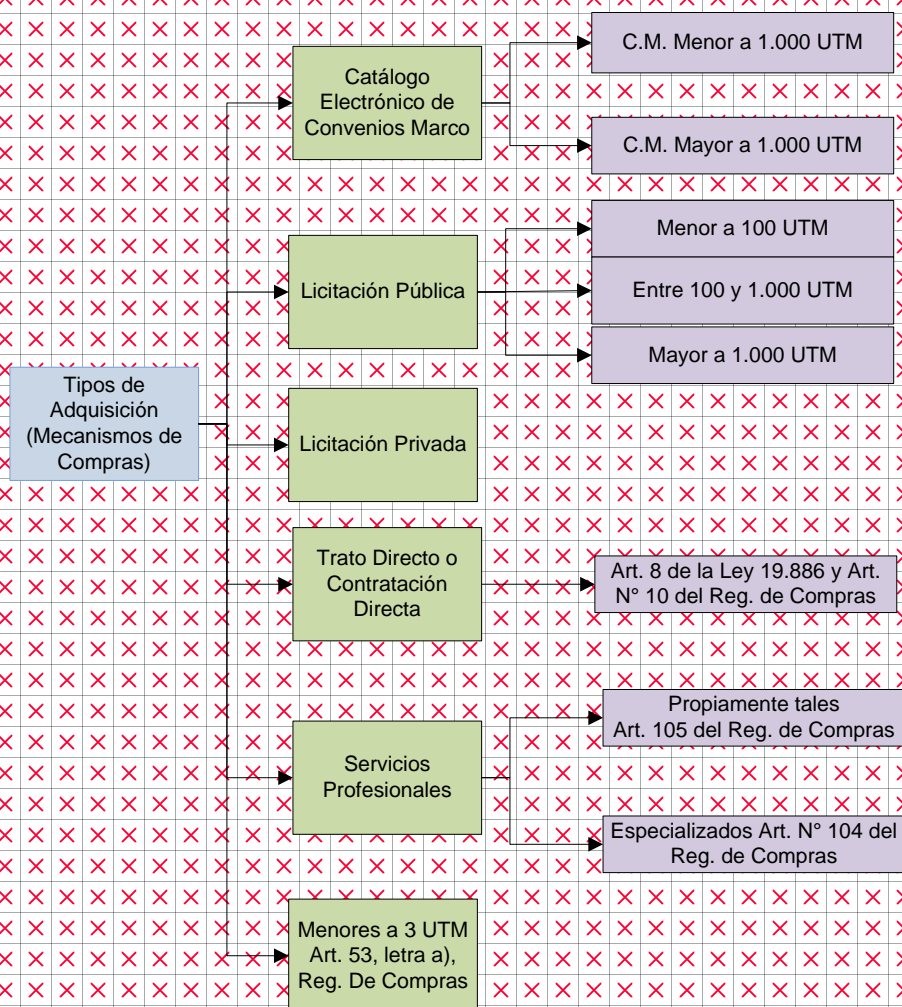 Tipos de
Adquisición
(Mecanismos de
Compras)
Catálogo
Electrónico de
Convenios Marco
C.M. Menor a 1.000 UTM
C.M. Mayor a 1.000 UTM
Licitación Pública
Menor a 100 UTM
Entre 100 y 1.000 UTM
Mayor a 1.000 UTM
Licitación Privada
Trato Directo o
Contratación
Directa
Art. 8 de la Ley 19.886 y Art.
N° 10 del Reg. de Compras
Servicios
Profesionales
Propiamente tales
Art. 105 del Reg. de Compras
Especializados Art. N° 104 del
Reg. de Compras
Menores a 3 UTM
Art. 53, letra a),
Reg. De Compras